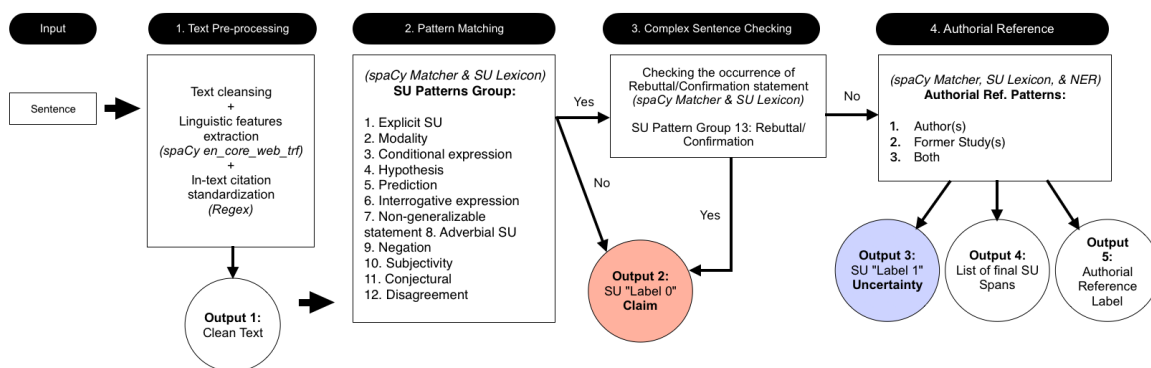 Input
1. Text Pre-processing
2. Pattern Matching
3. Complex Sentence Checking
4. Authorial Reference
Sentence
Text cleansing
+
Linguistic features
extraction
(spaCy en_core_web_trf)
+
In-text citation
standardization
(Regex)
Output 1:
Clean Text
(spaCy Matcher & SU Lexicon)
SU Patterns Group:
1. Explicit SU
2. Modality
3. Conditional expression
4. Hypothesis
5. Prediction
6. Interrogative expression
7. Non-generalizable
statement 8. Adverbial SU
9. Negation
10. Subjectivity
11. Conjectural
12. Disagreement
Yes
No
Checking the occurrence of
Rebuttal/Confirmation statement
(spaCy Matcher & SU Lexicon)
SU Pattern Group 13: Rebuttal/
Confirmation
No
Yes
Output 2:
SU "Label 0"
Claim
(spaCy Matcher, SU Lexicon, & NER)
Authorial Ref. Patterns:
1. Author(s)
2. Former Study(s)
3. Both
Output 3:
SU "Label 1"
Uncertainty
Output 4:
List of final SU
Spans
Output
5:
Authorial
Reference
Label